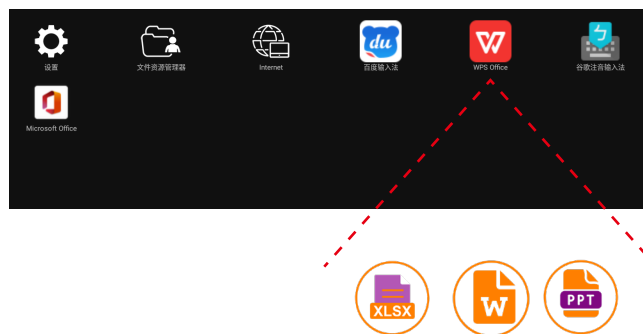 du
设置
文件资源管理器
Internet
百度输入法
WPS Office
谷歌注音输入法
Microsoft Office
XLSX
W
PPT